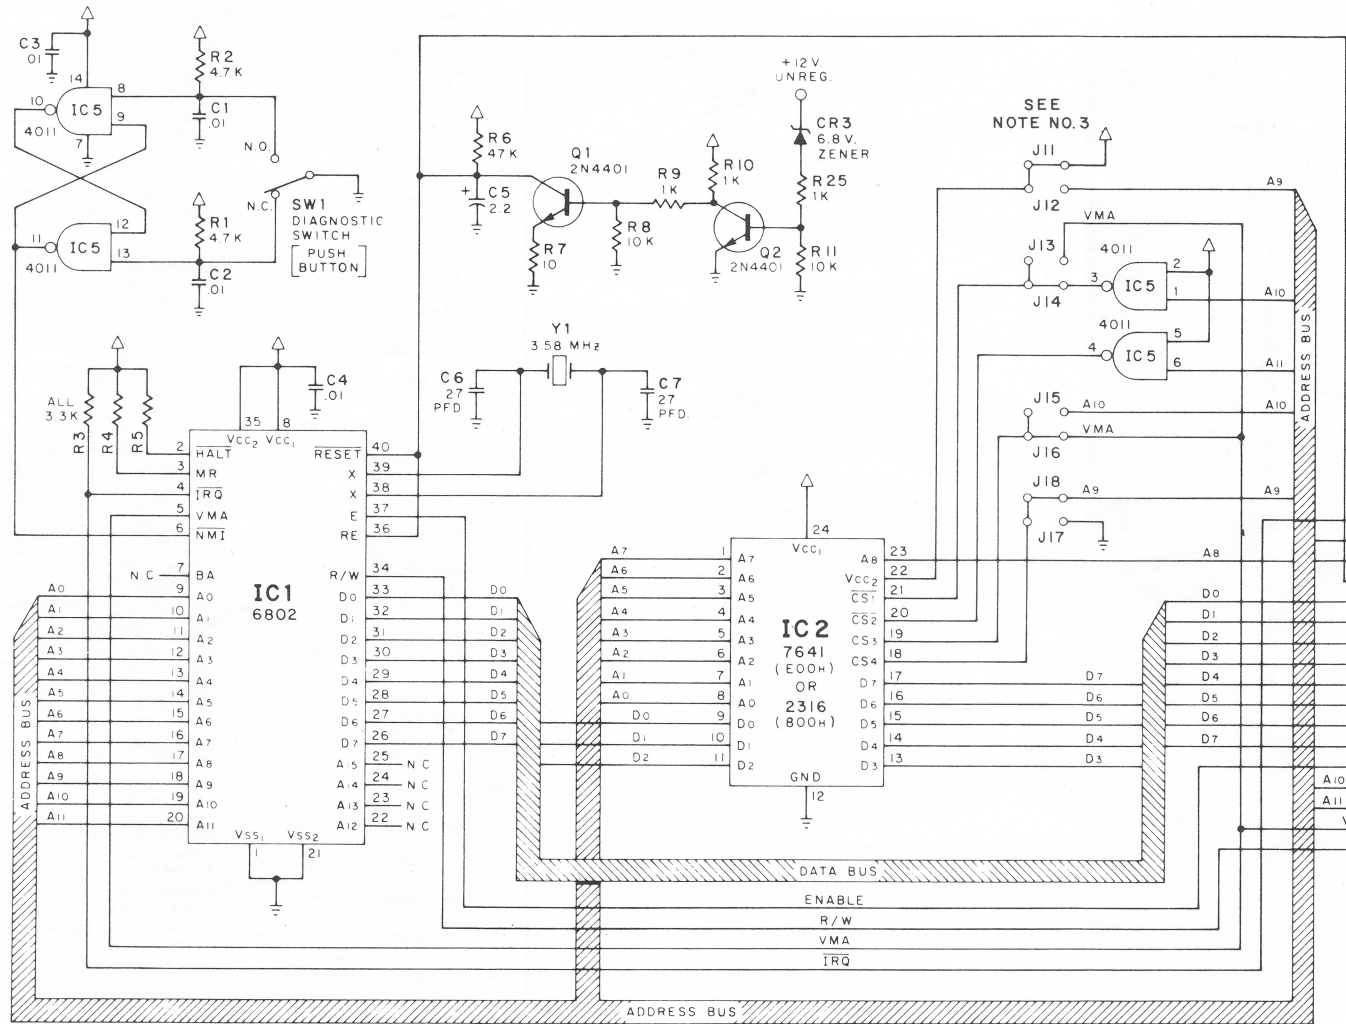 C3
.01
14
10
IC5
8
9
4011
7
R2
4.7K
C1
.01
N.O.
N.C.
SW1
DIAGNOSTIC
SWITCH
[PUSH
BUTTON]
R1
4.7K
12
11
IC5
13
4011
C2
.01
R6
47K
+
C5
2.2
Q1
2N4401
R7
10
R9
1K
R8
10K
R10
1K
Q2
2N4401
+12V.
UNREG.
CR3
6.8V.
ZENER
R25
1K
R11
10K
SEE
NOTE NO.3
J11
J12
A9
VMA
J13
J14
4011
3
IC5
2
1
A10
4011
4
IC5
5
6
A11
J15
A10
A10
VMA
J16
J18
A9
A9
J17
ADDRESS BUS
Y1
3.58 MHz
C6
27
PFD
C7
27
PFD.
ALL
3.3K
R3
R4
R5
C4
.01
35
8
VCC2
VCC1
2
HALT
3
MR
4
IRQ
5
VMA
6
NMI
N C
7
BA
A0
9
A0
A1
10
A1
A2
11
A2
A3
12
A3
A4
13
A4
A5
14
A5
A6
15
A6
A7
16
A7
A8
17
A8
A9
18
A9
A10
19
A10
A11
20
A11
ADDRESS BUS
IC1
6802
RESET
40
X
39
X
38
E
37
RE
36
R/W
34
D0
33
D0
D1
32
D1
D2
31
D2
D3
30
D3
D4
29
D4
D5
28
D5
D6
27
D6
D7
26
D7
A15
25
N C
A14
24
N C
A13
23
N C
A12
22
N C
VSS1
VSS2
1
21
24
VCC1
A7
1
A7
A6
2
A6
A5
3
A5
A4
4
A4
A3
5
A3
A2
6
A2
A1
7
A1
A0
8
A0
D0
9
D0
D1
10
D1
D2
11
D2
IC2
7641
(E00H)
OR
2316
(800H)
GND
12
A8
23
A8
VCC2
22
CS1
21
CS2
20
CS3
19
CS4
18
D7
17
D7
D6
16
D6
D5
15
D5
D4
14
D4
D3
13
D3
D0
D1
D2
D3
D4
D5
D6
D7
A10
A11
V
DATA BUS
ENABLE
R/W
VMA
IRQ
ADDRESS BUS